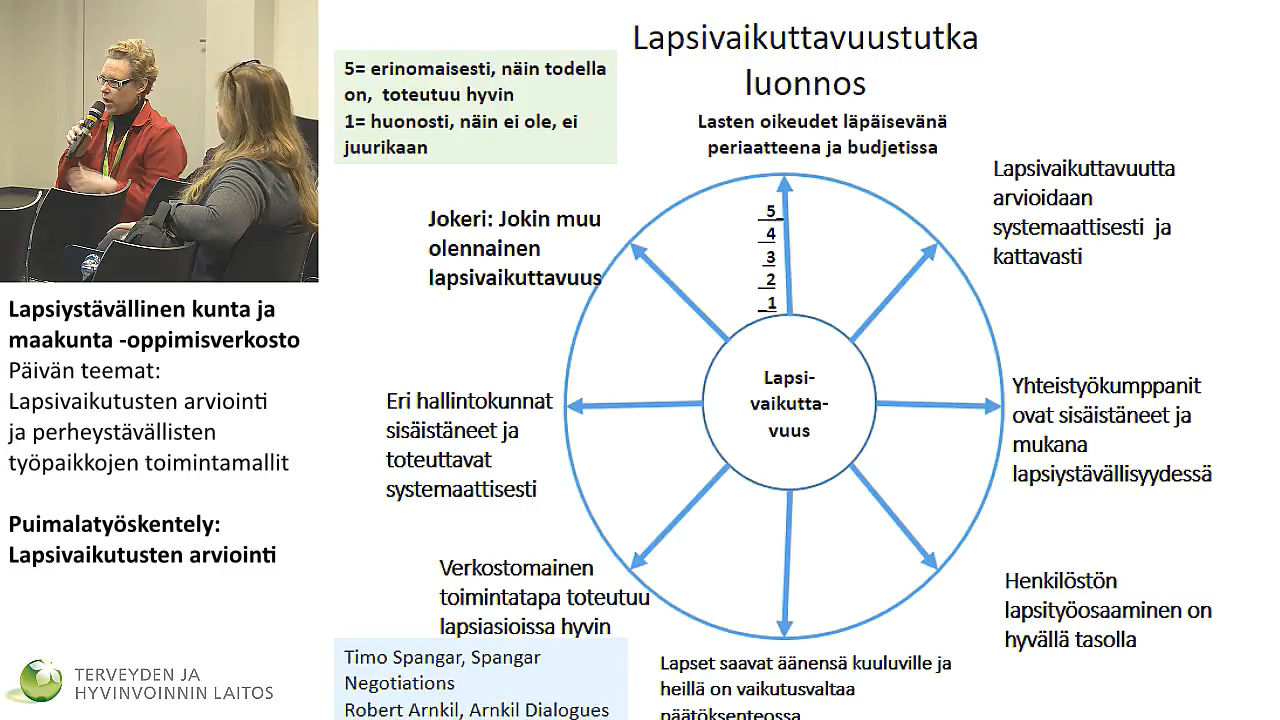 Lapsivaikuttavuustutka
luonnos
5= erinomaisesti, näin todella
on, toteutuu hyvin
1= huonosti, näin ei ole, ei
juurikaan
Lasten oikeudet läpäisevänä
periaatteena ja budjetissa
Lapsivaikuttavuutta
arvioidaan
systemaattisesti ja
kattavasti
Jokeri: Jokin muu
olennainen
lapsivaikuttavuus
5
4
3
2
1
Lapsi-
vaikutta-
vuus
Eri hallintokunnat
sisäistäneet ja
toteuttavat
systemaattisesti
Yhteistyökumppanit
ovat sisäistäneet ja
mukana
lapsiystävällisyydessä
Verkostomainen
toimintatapa toteutuu
lapsiasioissa hyvin
Henkilöstön
lapsityöosaaminen on
hyvällä tasolla
Lapset saavat äänensä kuuluville ja
heillä on vaikutusvaltaa
päätöksenteossa
Timo Spangar, Spangar
Negotiations
Robert Arnkil, Arnkil Dialogues
Lapsiystävällinen kunta ja
maakunta -oppimisverkosto
Päivän teemat:
Lapsivaikutusten arviointi
ja perheystävällisten
työpaikkojen toimintamallit
Puimalatyöskentely:
Lapsivaikutusten arviointi
TERVEYDEN JA
HYVINVOINNIN LAITOS